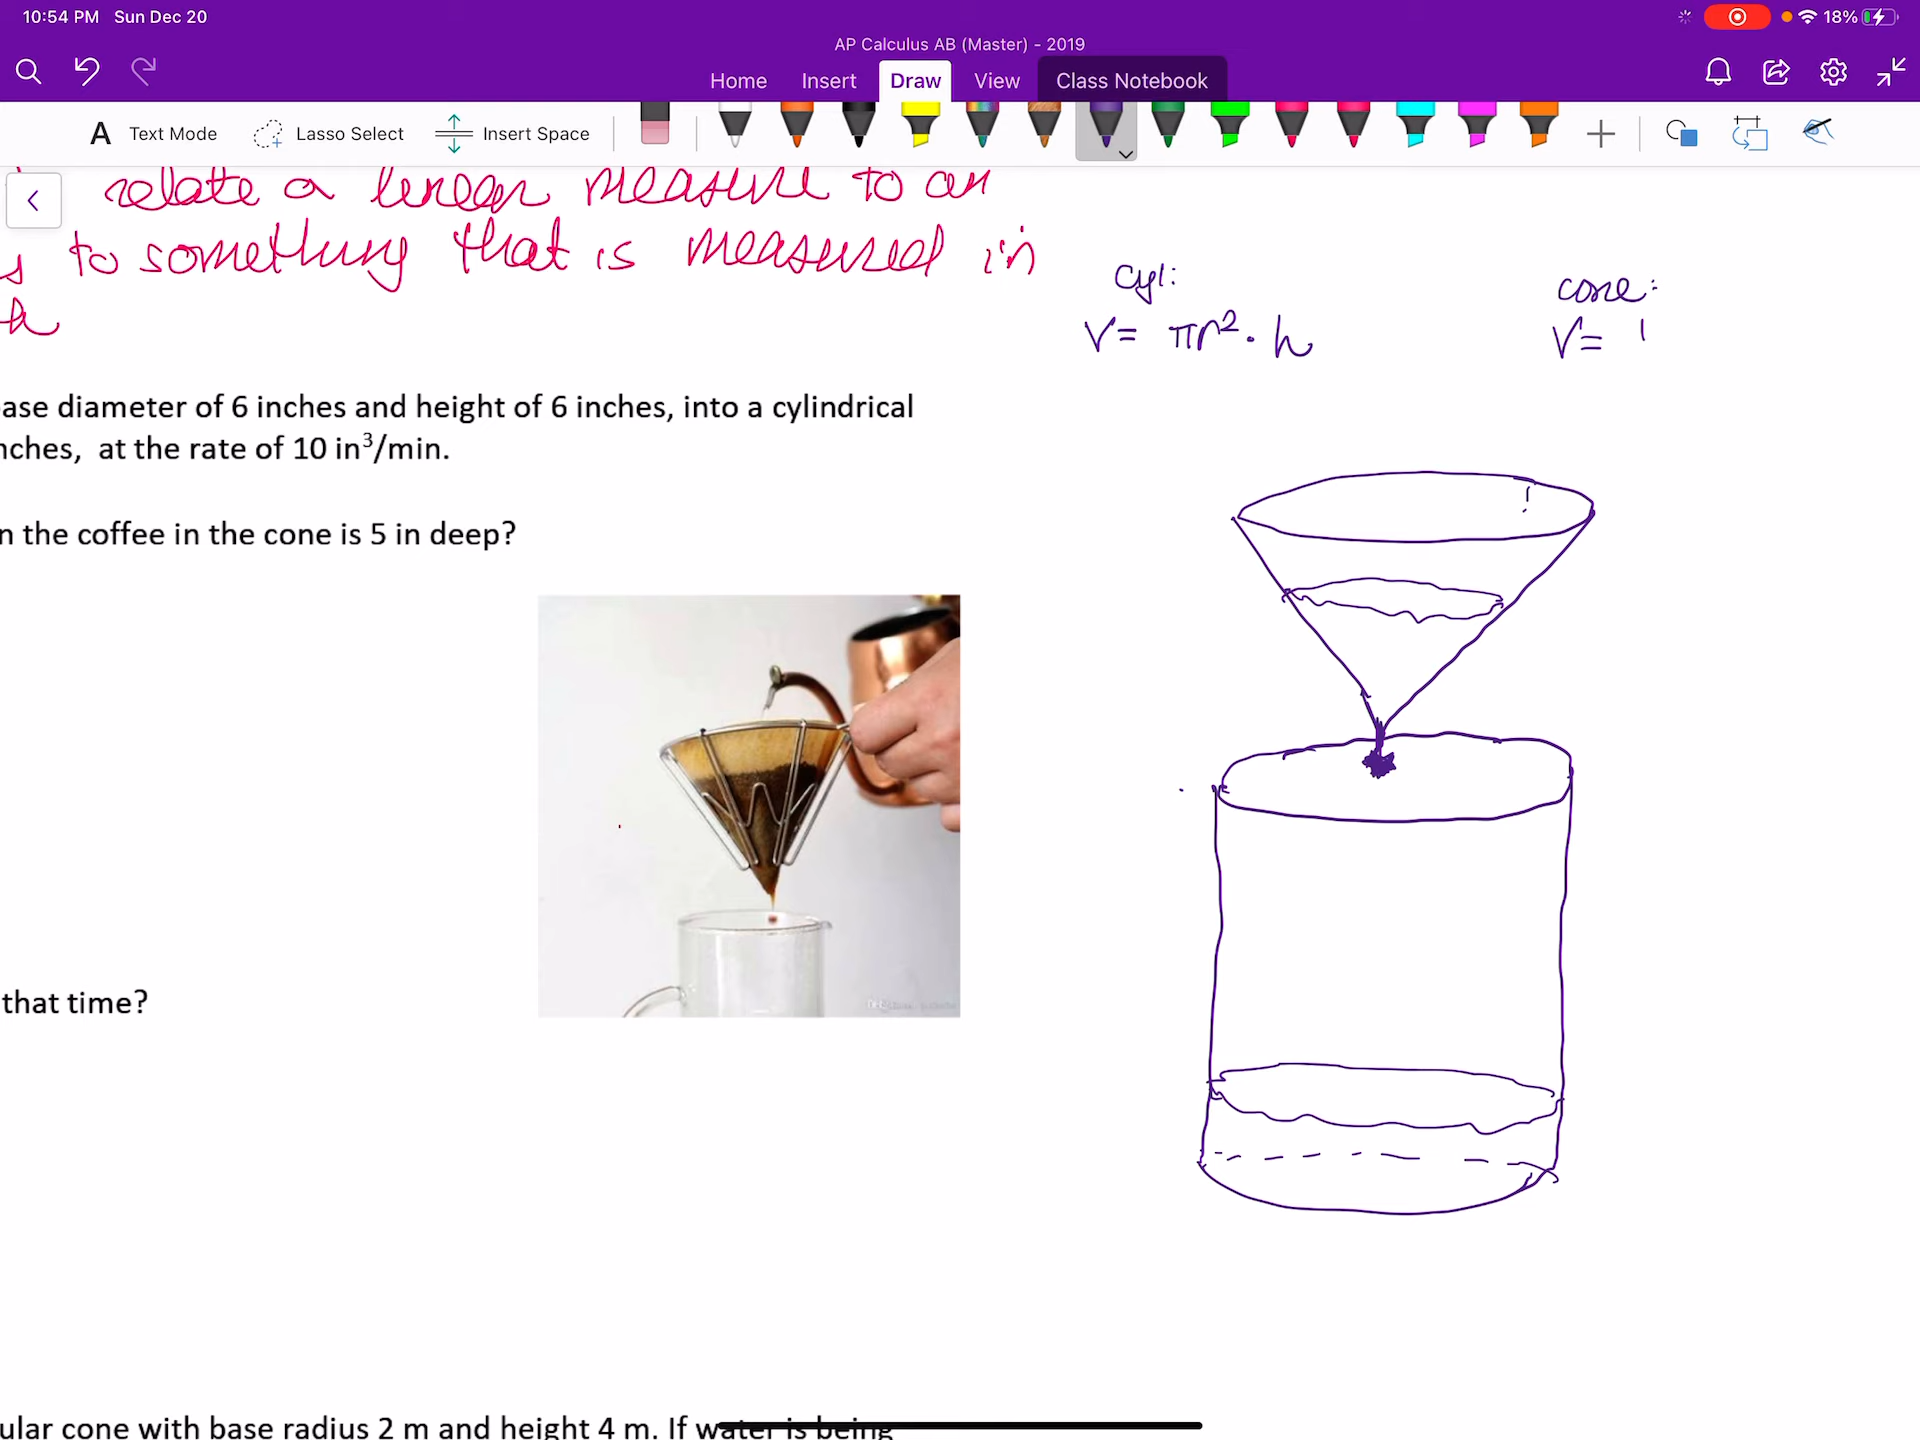 10:54 PM Sun Dec 20
18%
AP Calculus AB (Master) - 2019
Home Insert Draw View Class Notebook
A Text Mode Lasso Select Insert Space
relate a linear measure to an
s to something that is measured in
h
cyl:
V= πr²·h
cone:
V= 1
ase diameter of 6 inches and height of 6 inches, into a cylindrical
nches, at the rate of 10 in³/min.
n the coffee in the cone is 5 in deep?
that time?
ular cone with base radius 2 m and height 4 m. If water is being